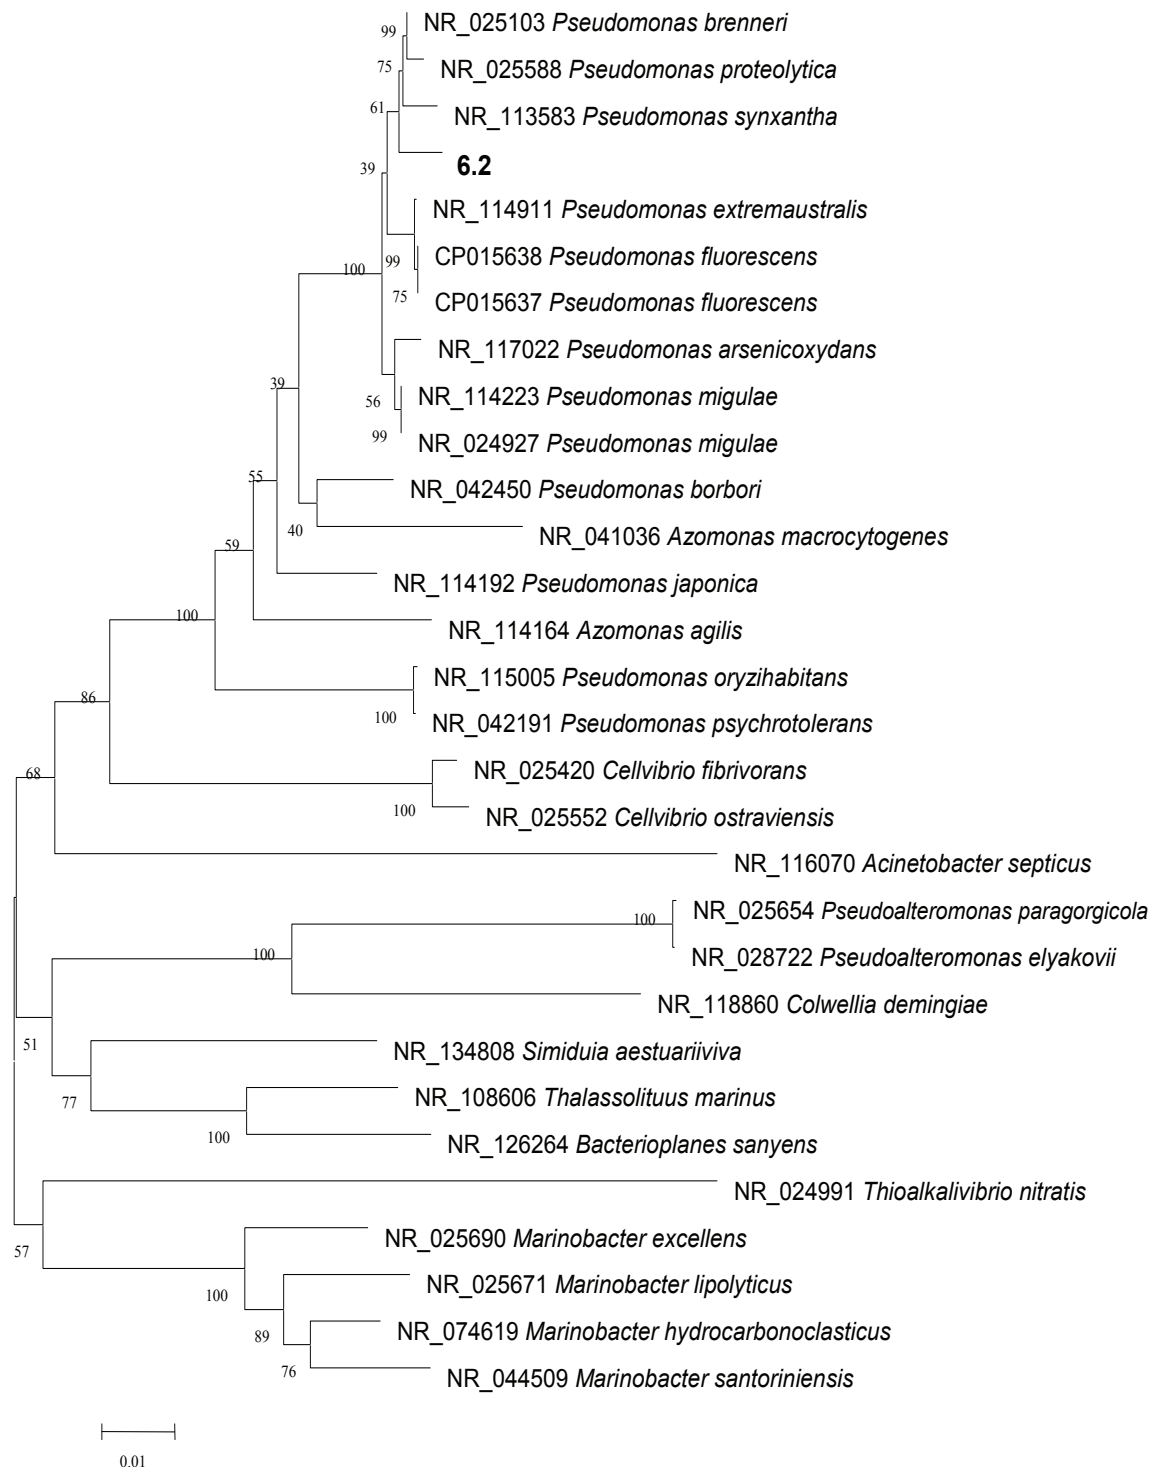 99
NR_025103 Pseudomonas brenneri
75
NR_025588 Pseudomonas proteolytica
61
NR_113583 Pseudomonas synxantha
39
6.2
NR_114911 Pseudomonas extremaustralis
100
99
CP015638 Pseudomonas fluorescens
75
CP015637 Pseudomonas fluorescens
NR_117022 Pseudomonas arsenicoxydans
39
56
NR_114223 Pseudomonas migulae
99
NR_024927 Pseudomonas migulae
55
NR_042450 Pseudomonas borbori
40
NR_041036 Azomonas macrocytogenes
59
NR_114192 Pseudomonas japonica
100
NR_114164 Azomonas agilis
86
NR_115005 Pseudomonas oryzihabitans
100
NR_042191 Pseudomonas psychrotolerans
68
NR_025420 Cellvibrio fibrivorans
100
NR_025552 Cellvibrio ostraviensis
NR_116070 Acinetobacter septicus
100
NR_025654 Pseudoalteromonas paragorgicola
100
NR_028722 Pseudoalteromonas elyakovii
NR_118860 Colwellia demingiae
51
NR_134808 Simiduia aestuariiviva
77
NR_108606 Thalassolituus marinus
100
NR_126264 Bacterioplanes sanyens
NR_024991 Thioalkalivibrio nitratis
57
NR_025690 Marinobacter excellens
100
NR_025671 Marinobacter lipolyticus
89
NR_074619 Marinobacter hydrocarbonoclasticus
76
NR_044509 Marinobacter santoriniensis
0.01